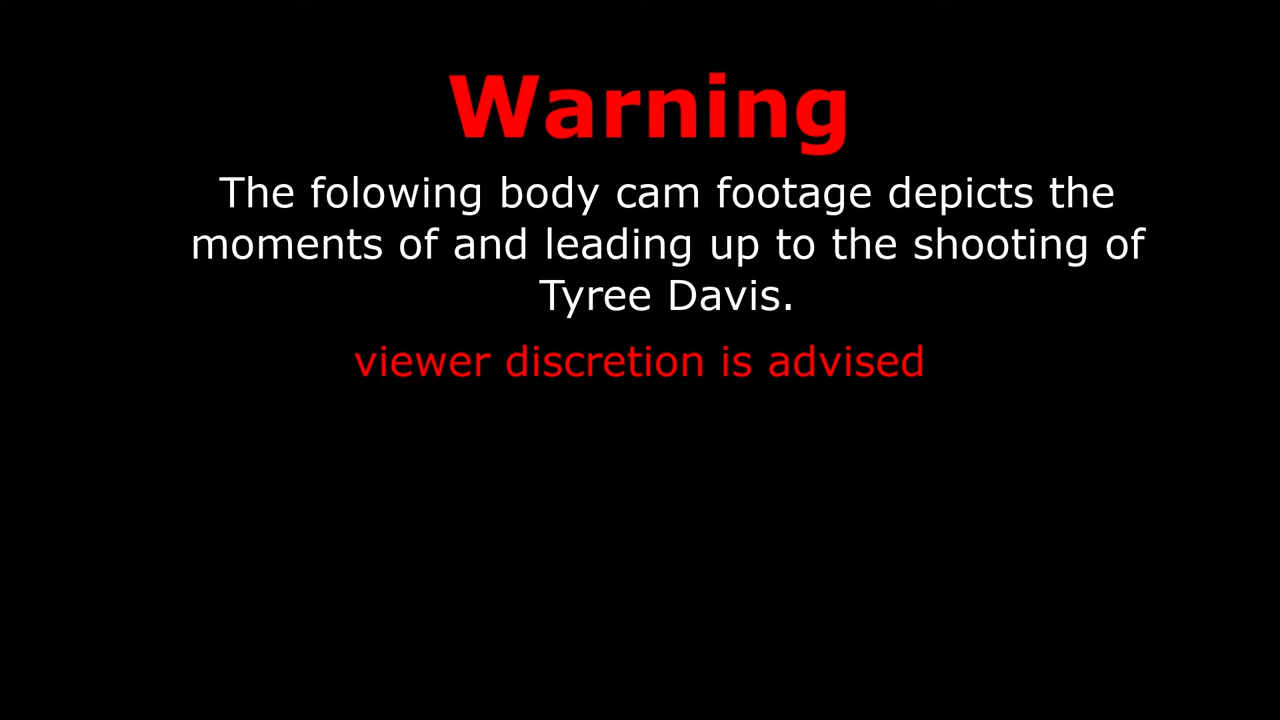 Warning
The folowing body cam footage depicts the
moments of and leading up to the shooting of
Tyree Davis.
viewer discretion is advised